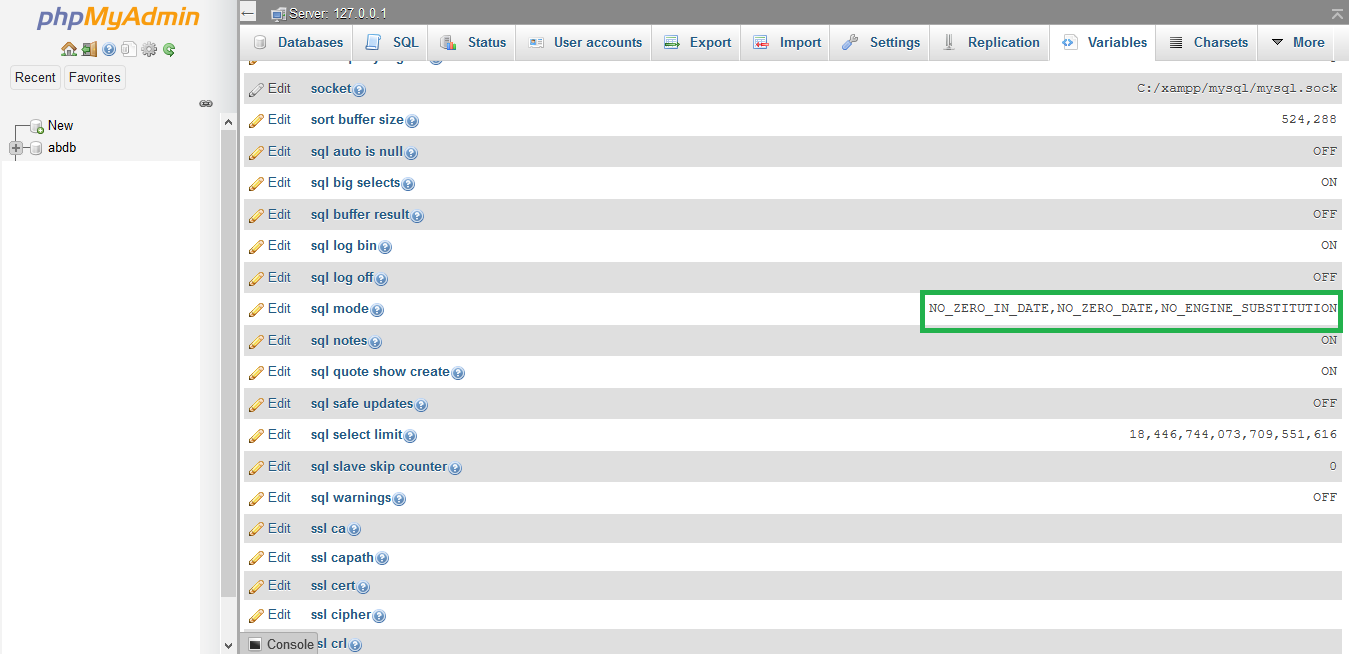 phpMyAdmin
Server: 127.0.0.1
Databases SQL Status User accounts Export Import Settings Replication Variables Charsets More
Recent Favorites
New
abdb
Edit socket C:/xampp/mysql/mysql.sock
Edit sort buffer size 524,288
Edit sql auto is null OFF
Edit sql big selects ON
Edit sql buffer result OFF
Edit sql log bin ON
Edit sql log off OFF
Edit sql mode NO_ZERO_IN_DATE,NO_ZERO_DATE,NO_ENGINE_SUBSTITUTION
Edit sql notes ON
Edit sql quote show create ON
Edit sql safe updates OFF
Edit sql select limit 18,446,744,073,709,551,616
Edit sql slave skip counter 0
Edit sql warnings OFF
Edit ssl ca
Edit ssl capath
Edit ssl cert
Edit ssl cipher
Console sl crl